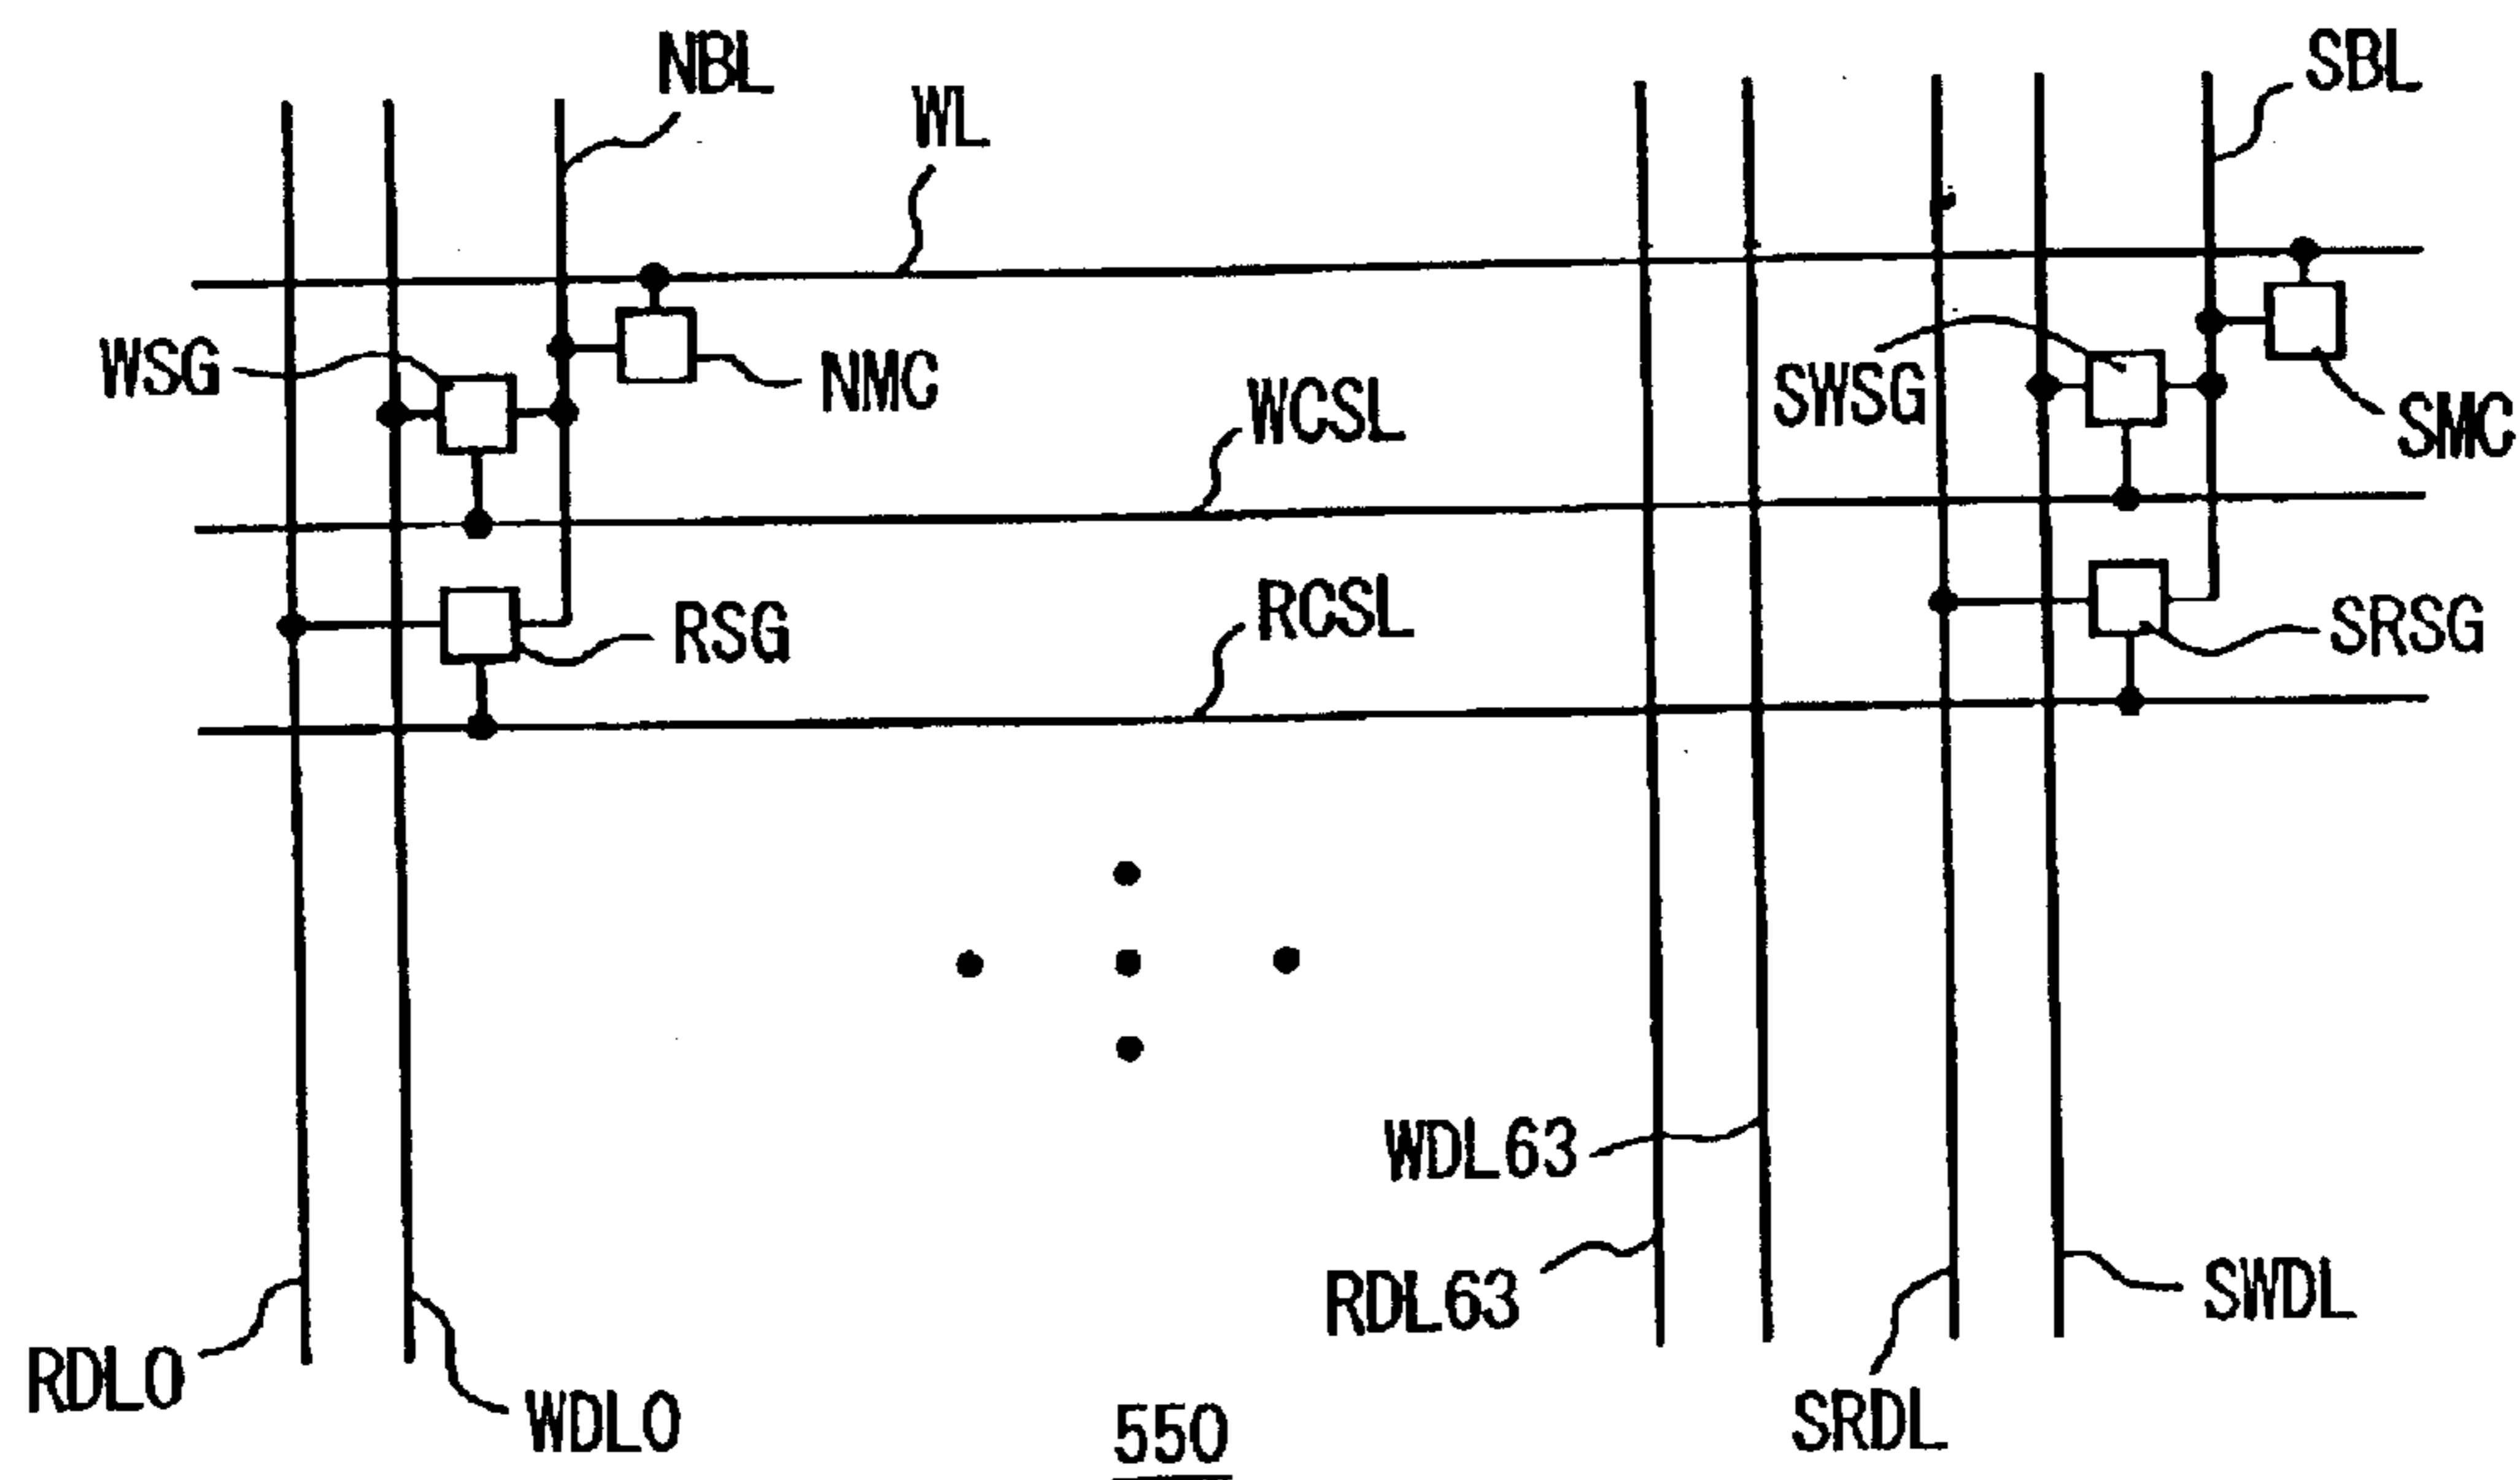 NBL
SBL
WL
WSG
NMC
WCSL
SWSG
SMC
RSG
RCSL
SRSG
WDL63
RDL63
SWDL
RDL0
WDL0
SRDL
550